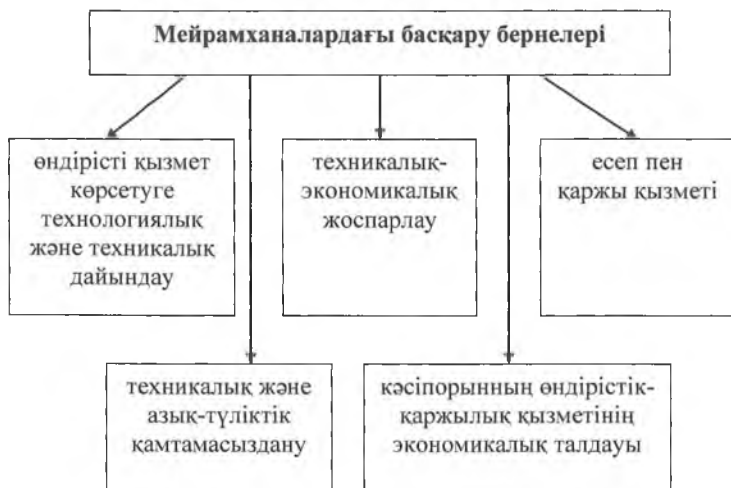 Мейрамханалардағы басқару бернелері
өндірісті қызмет
көрсетуге
технологиялық
және техникалық
дайындау
техникалық-
экономикалық
жоспарлау
есеп пен
қаржы қызметі
техникалық және
азық-түліктік
қамтамасыздану
кәсіпорынның өндірістік-
қаржылық қызметінің
экономикалық талдауы